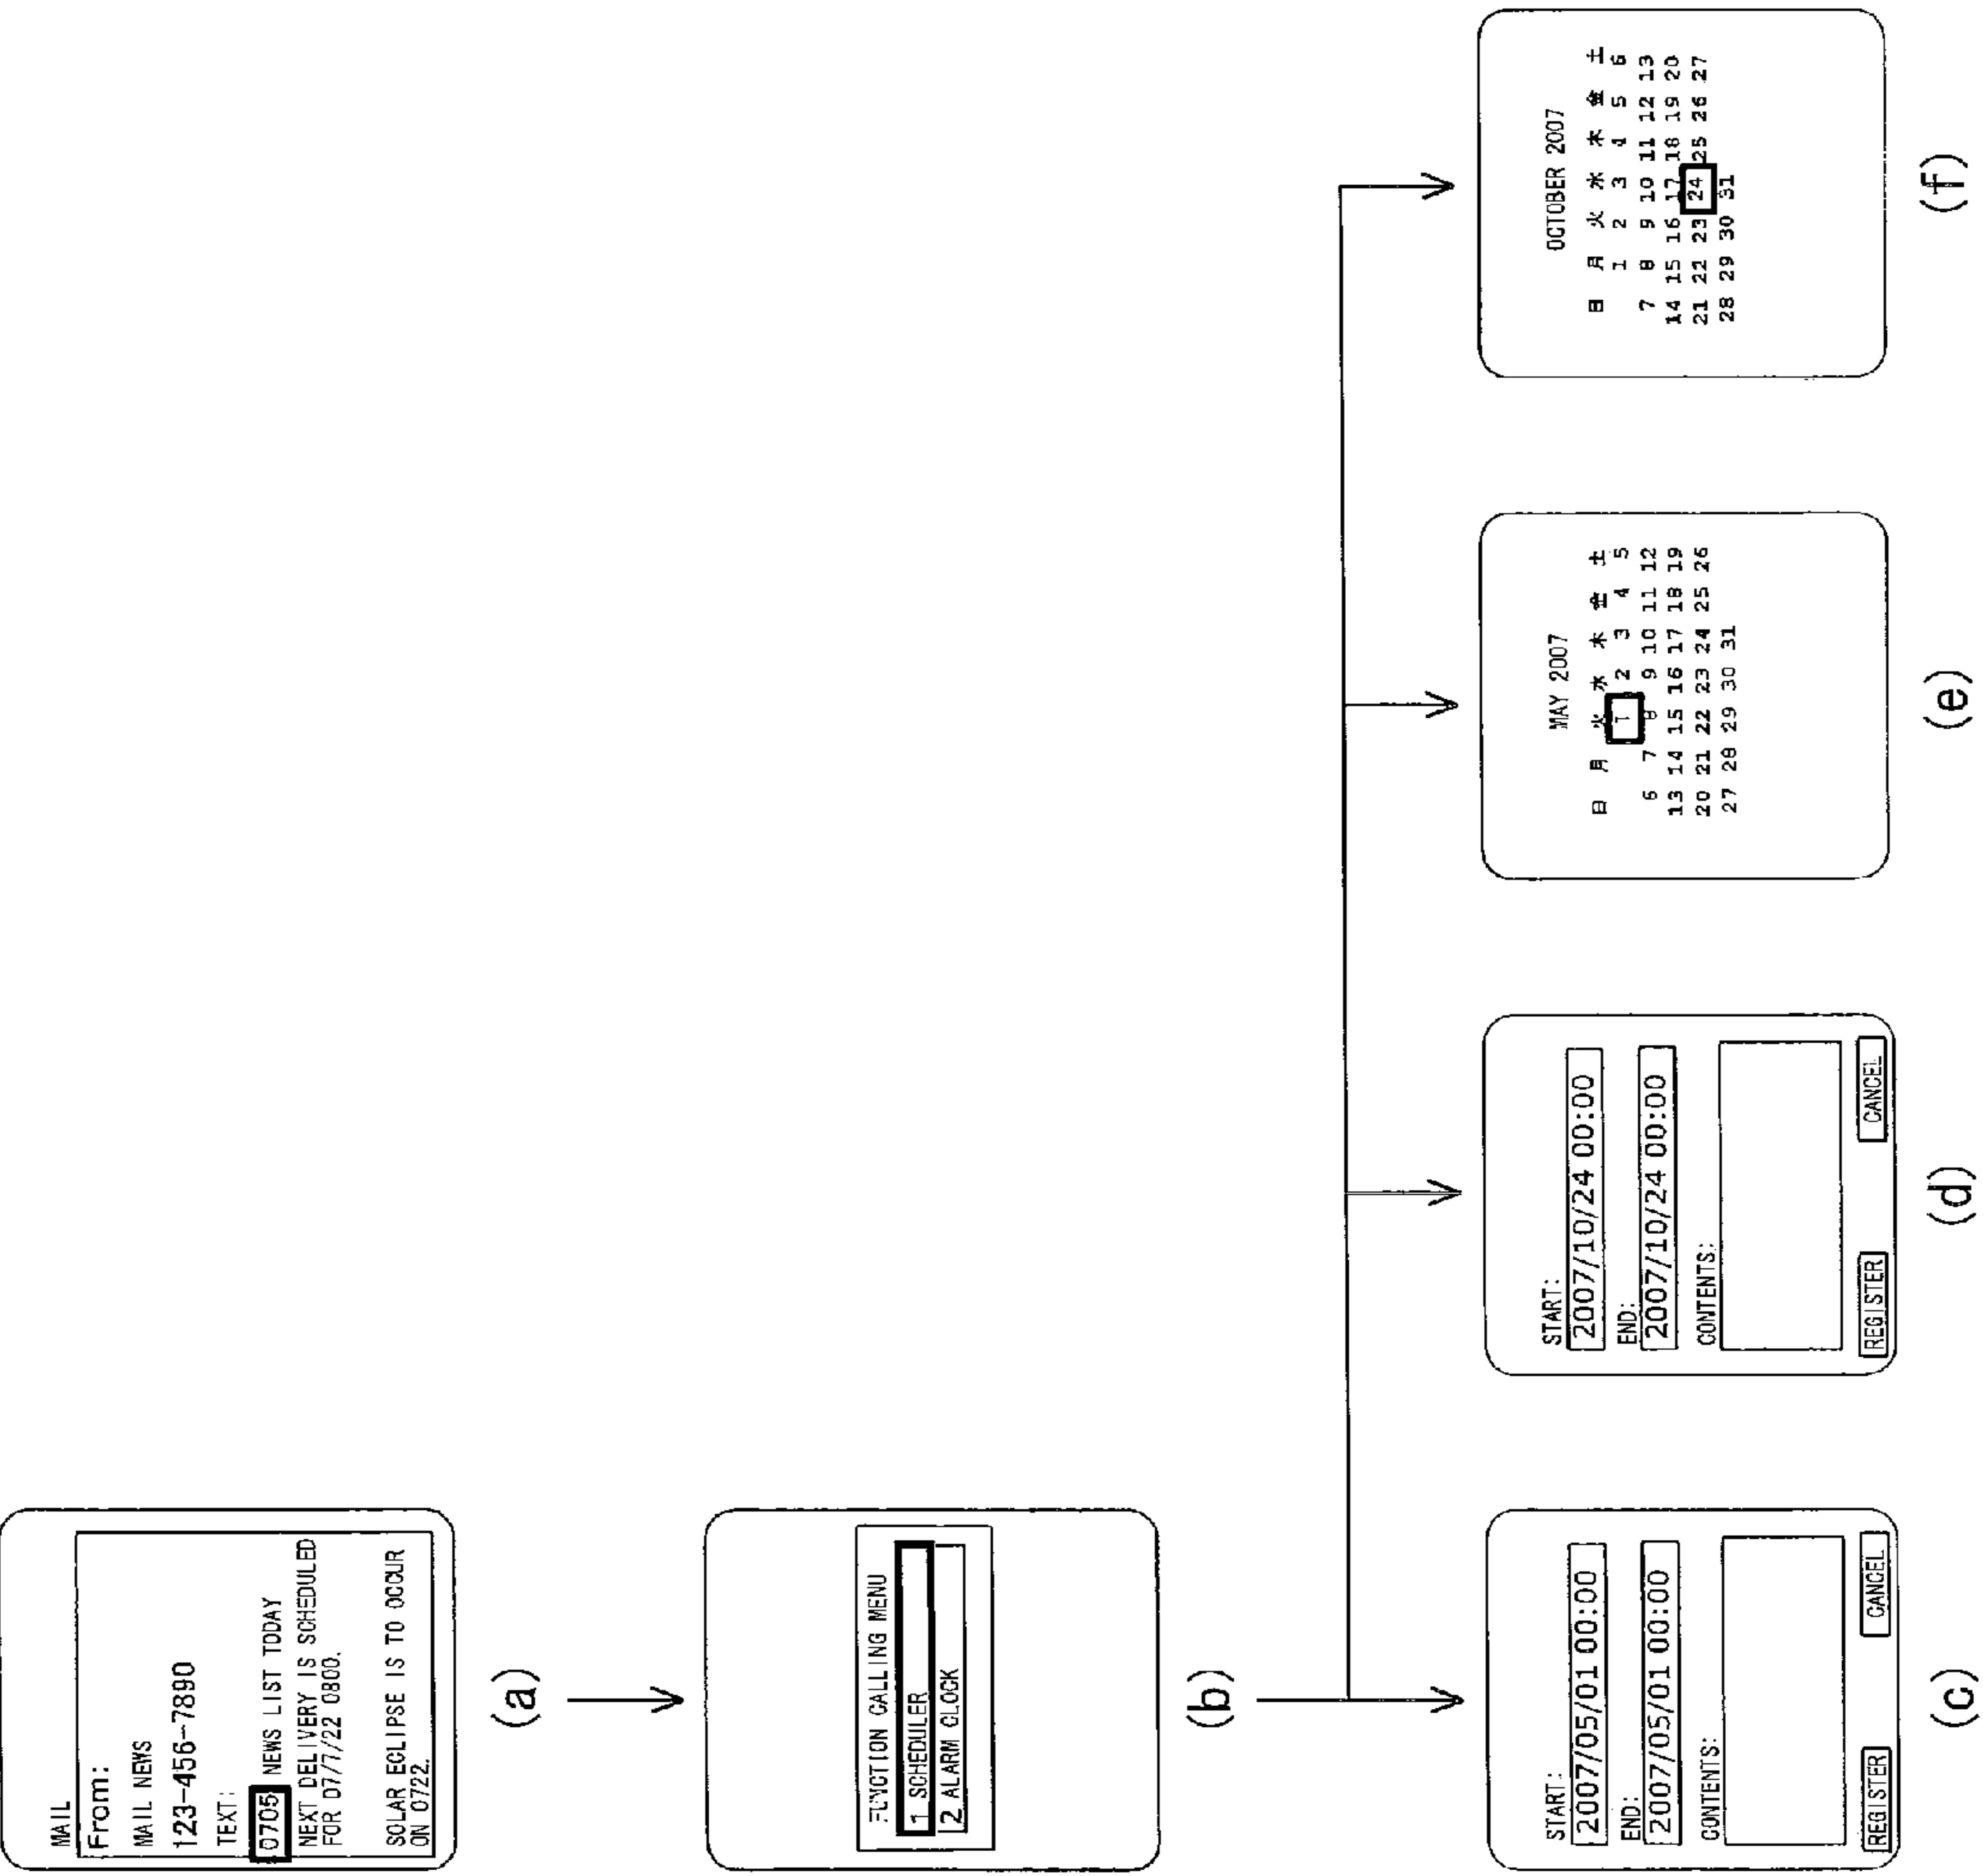 MAIL
From:
MAIL NEWS
123-456-7890
TEXT:
0705 NEWS LIST TODAY
NEXT DELIVERY IS SCHEDULED
FOR 07/7/22 0800.
SOLAR ECLIPSE IS TO OCCUR
ON 0722.
(a)
FUNCTION CALLING MENU
1 SCHEDULER
2 ALARM CLOCK
(b)
START:
2007/05/01 00:00
END:
2007/05/01 00:00
CONTENTS:
REGISTER CANCEL
(c)
START:
2007/10/24 00:00
END:
2007/10/24 00:00
CONTENTS:
REGISTER CANCEL
(d)
MAY 2007
日 月 火 水 木 金 土
1 2 3 4 5
6 7 8 9 10 11 12
13 14 15 16 17 18 19
20 21 22 23 24 25 26
27 28 29 30 31
(e)
OCTOBER 2007
日 月 火 水 木 金 土
1 2 3 4 5 6
7 8 9 10 11 12 13
14 15 16 17 18 19 20
21 22 23 24 25 26 27
28 29 30 31
(f)